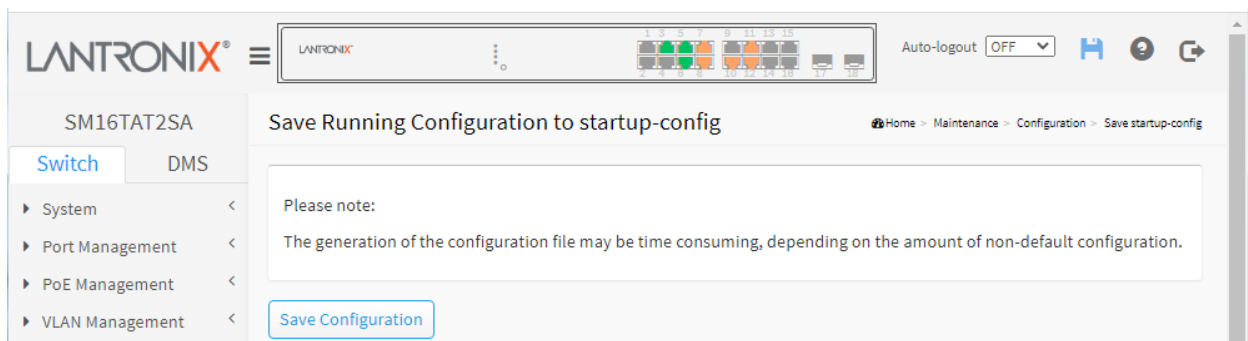 LANTRONIX®
LANTRONIX
1 3 5 7 9 11 13 15
2 4 6 8 10 12 14 16 17 18
Auto-logout OFF
SM16TAT2SA
Save Running Configuration to startup-config
Home > Maintenance > Configuration > Save startup-config
Switch DMS
System
Please note:
Port Management
The generation of the configuration file may be time consuming, depending on the amount of non-default configuration.
PoE Management
VLAN Management
Save Configuration